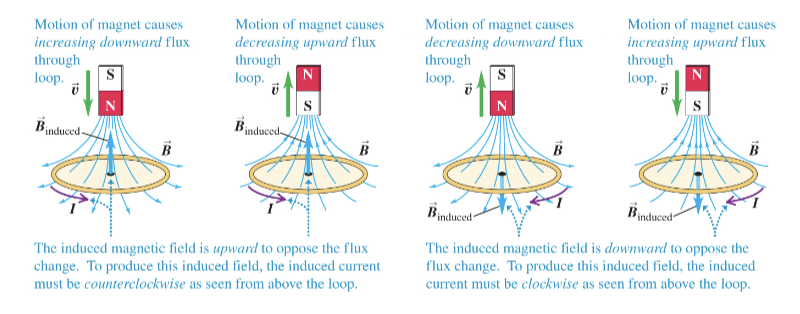 Motion of magnet causes
increasing downward flux
through
loop.
v
S
N
B induced
B
I
Motion of magnet causes
decreasing upward flux
through
loop.
v
N
S
B induced
B
I
The induced magnetic field is upward to oppose the flux
change. To produce this induced field, the induced current
must be counterclockwise as seen from above the loop.
Motion of magnet causes
decreasing downward flux
through
loop.
v
S
N
B
B induced
I
Motion of magnet causes
increasing upward flux
through
loop.
v
N
S
B
B induced
I
The induced magnetic field is downward to oppose the
flux change. To produce this induced field, the induced
current must be clockwise as seen from above the loop.